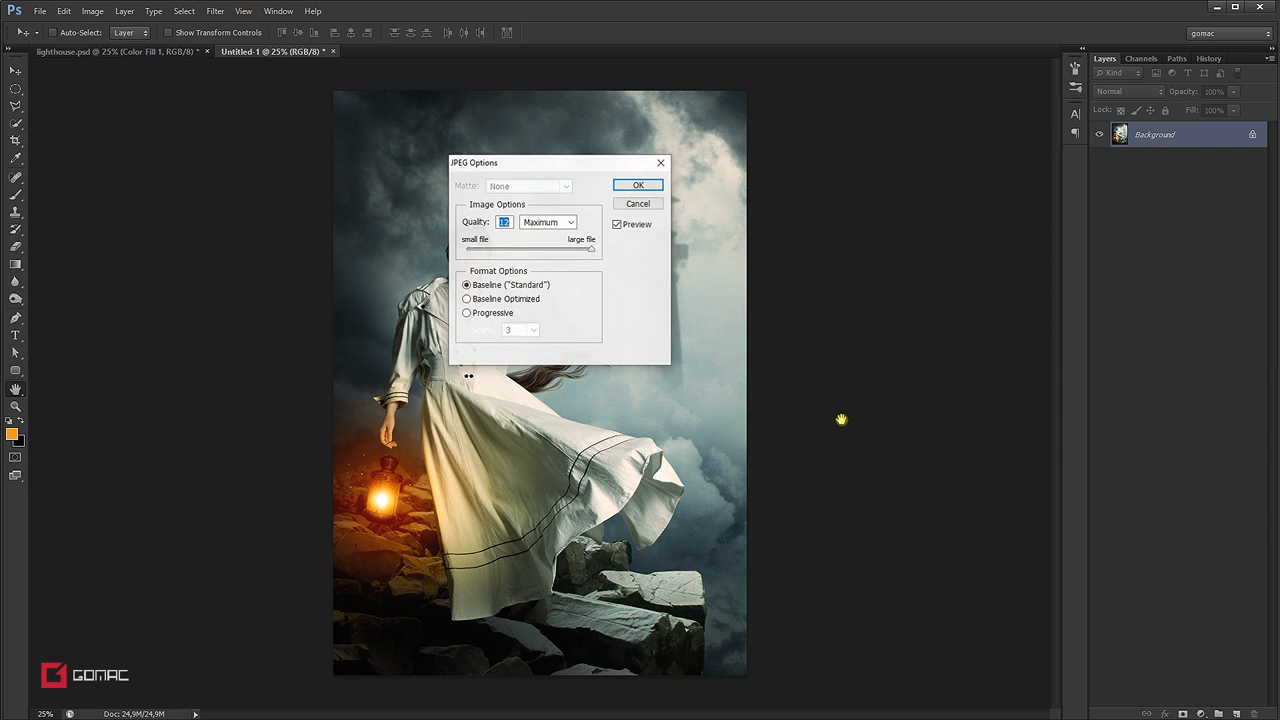 Ps File Edit Image Layer Type Select Filter View Window Help
Auto-Select: Layer Show Transform Controls gomac
lighthouse.psd @ 25% (Color Fill 1, RGB/8) * × Untitled-1 @ 25% (RGB/8) * ×
Layers Channels Paths History
Kind
Normal Opacity: 100%
Lock: Fill: 100%
Background
JPEG Options
Matte: None OK
Image Options Cancel
Quality: 12 Maximum Preview
small file large file
Format Options
Baseline ("Standard")
Baseline Optimized
Progressive
3
GOMAC
25% Doc: 24,9M/24,9M